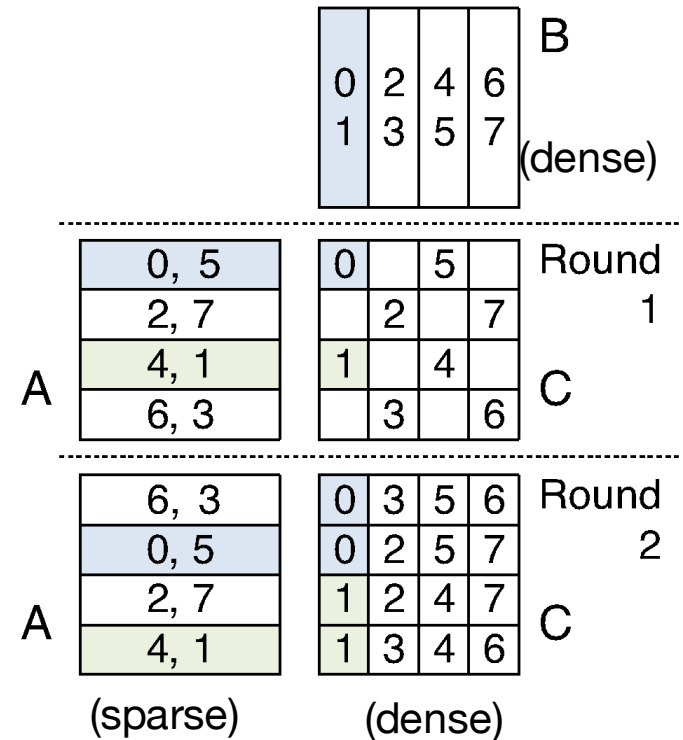 B
0 2 4 6
1 3 5 7
(dense)
0, 5 0 5 Round
2, 7 2 7 1
4, 1 1 4
A C
6, 3 3 6
6, 3 0 3 5 6 Round
0, 5 0 2 5 7 2
2, 7 1 2 4 7
A C
4, 1 1 3 4 6
(sparse) (dense)